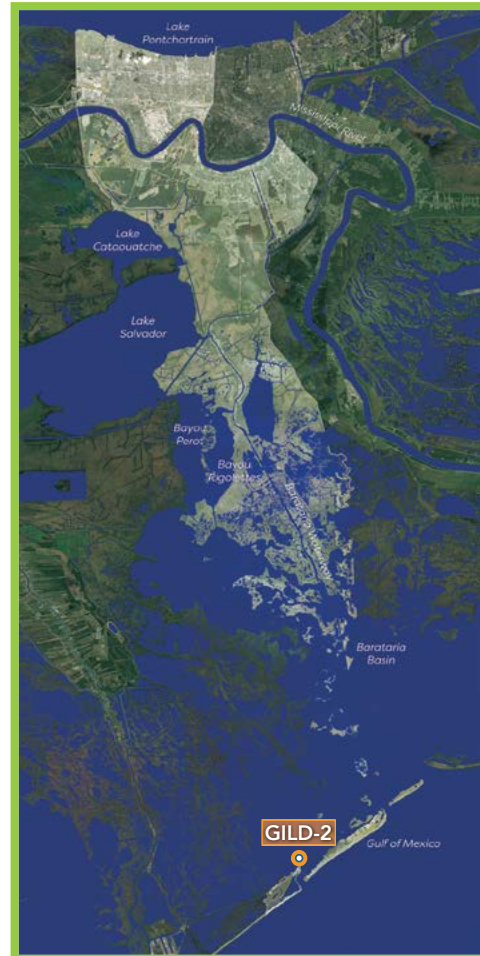 Lake
Pontchartrain
Mississippi River
Lake
Cataouatche
Lake
Salvador
Bayou
Perot
Bayou
Rigolettes
Barataria Waterway
Barataria
Basin
GILD-2
Gulf of Mexico